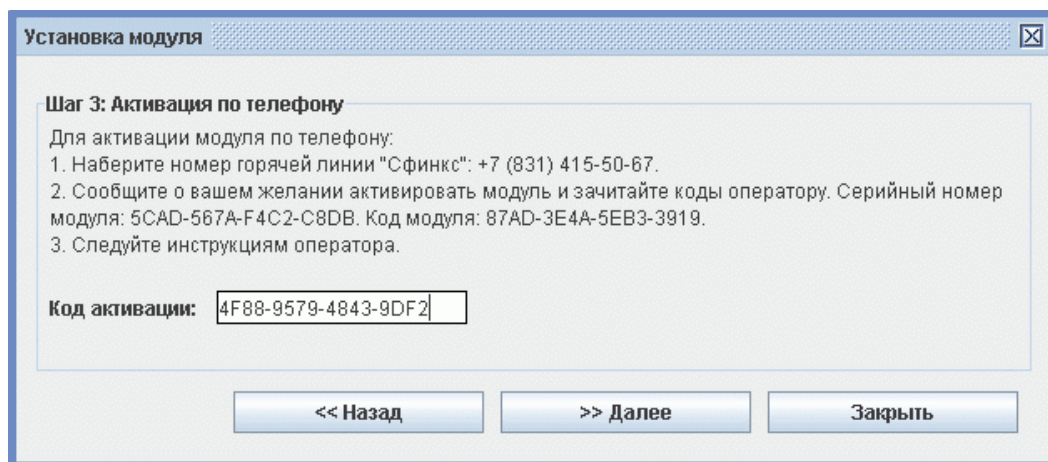 Установка модуля
Шаг 3: Активация по телефону
Для активации модуля по телефону:
1. Наберите номер горячей линии "Сфинкс": +7 (831) 415-50-67.
2. Сообщите о вашем желании активировать модуль и зачитайте коды оператору. Серийный номер
модуля: 5CAD-567A-F4C2-C8DB. Код модуля: 87AD-3E4A-5EB3-3919.
3. Следуйте инструкциям оператора.
Код активации: 4F88-9579-4843-9DF2
<< Назад >> Далее Закрыть